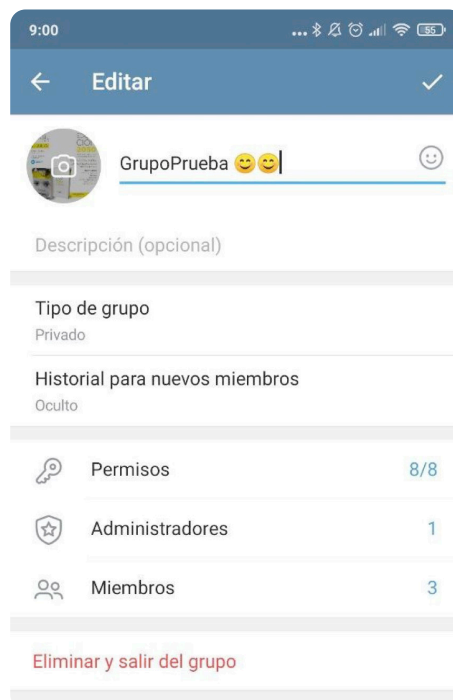 9:00
55
Editar
GrupoPrueba 😊😊
Descripción (opcional)
Tipo de grupo
Privado
Historial para nuevos miembros
Oculto
Permisos 8/8
Administradores 1
Miembros 3
Eliminar y salir del grupo